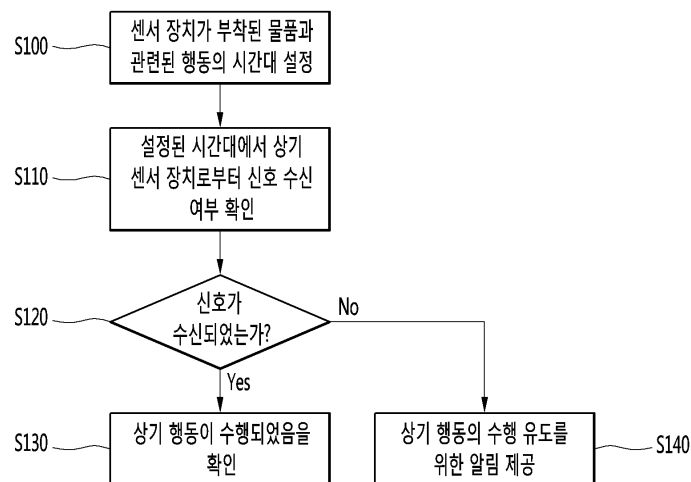 S100
센서 장치가 부착된 물품과
관련된 행동의 시간대 설정
S110
설정된 시간대에서 상기
센서 장치로부터 신호 수신
여부 확인
S120
신호가
수신되었는가?
No
Yes
S130
상기 행동이 수행되었음을
확인
상기 행동의 수행 유도를
위한 알림 제공
S140